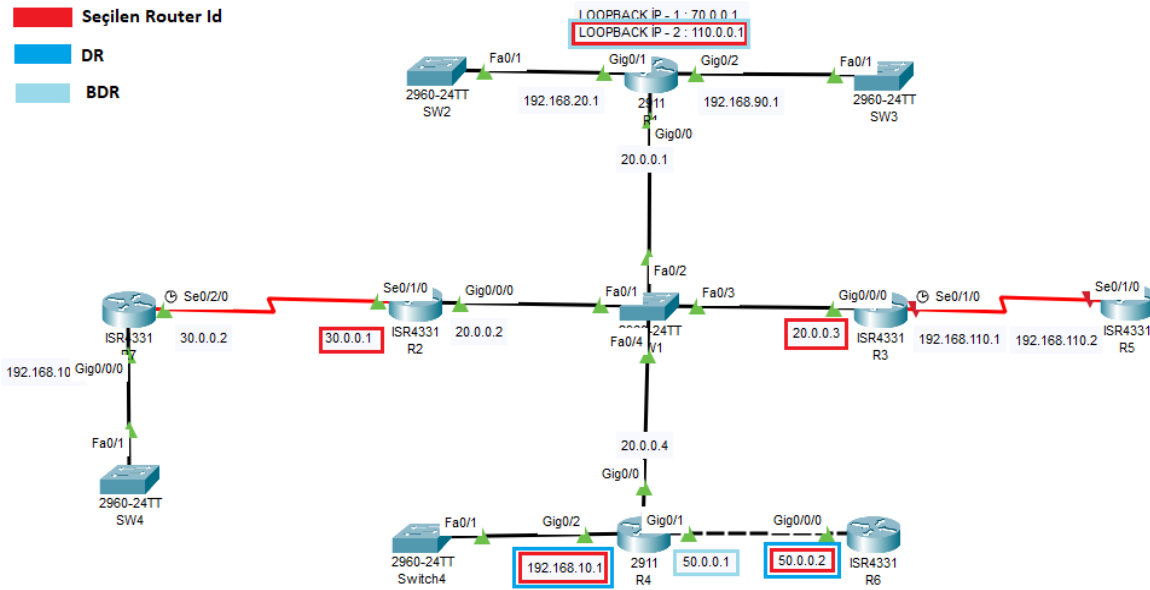 Seçilen Router Id
DR
BDR
LOOPBACK İP - 1 : 70.0.0.1
LOOPBACK İP - 2 : 110.0.0.1
Fa0/1
Gig0/1
Gig0/2
Fa0/1
2960-24TT
SW2
192.168.20.1
2911
192.168.90.1
2960-24TT
SW3
Gig0/0
20.0.0.1
Fa0/2
Se0/2/0
Se0/1/0
Gig0/0/0
Fa0/1
Fa0/3
Gig0/0/0
Se0/1/0
Se0/1/0
ISR4331
30.0.0.2
30.0.0.1
ISR4331
R2
20.0.0.2
Fa0/4
20.0.0.3
ISR4331
R3
192.168.110.1
192.168.110.2
ISR4331
R5
192.168.10
Gig0/0/0
Fa0/1
2960-24TT
SW4
20.0.0.4
Gig0/0
Fa0/1
Gig0/2
Gig0/1
Gig0/0/0
2960-24TT
Switch4
192.168.10.1
2911
R4
50.0.0.1
50.0.0.2
ISR4331
R6